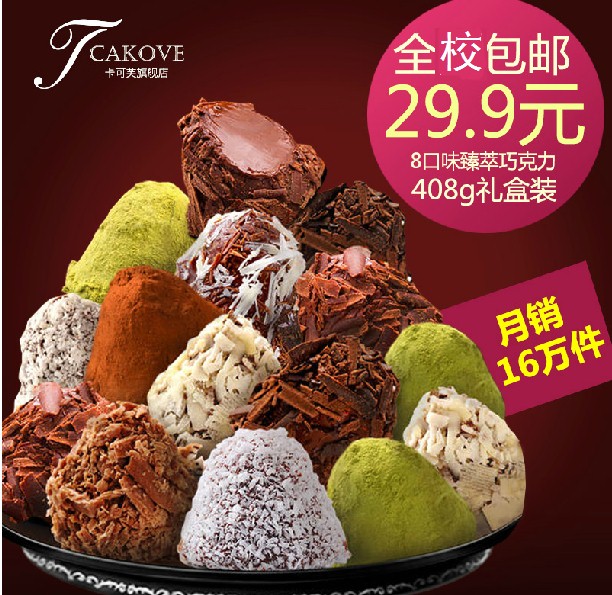 TCAKOVE
卡可芙旗舰店
全校包邮
29.9元
8口味臻萃巧克力
408g礼盒装
月销
16万件